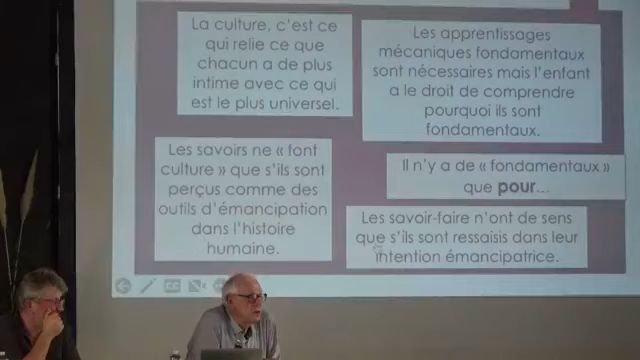 La culture, c'est ce
qui relie ce que
chacun a de plus
intime avec ce qui
est le plus universel.
Les apprentissages
mécaniques fondamentaux
sont nécessaires mais l'enfant
a le droit de comprendre
pourquoi ils sont
fondamentaux.
Les savoirs ne « font
culture » que s'ils sont
perçus comme des
outils d'émancipation
dans l'histoire
humaine.
Il n'y a de « fondamentaux »
que pour...
Les savoir-faire n'ont de sens
que s'ils sont ressaisis dans leur
intention émancipatrice.
CC